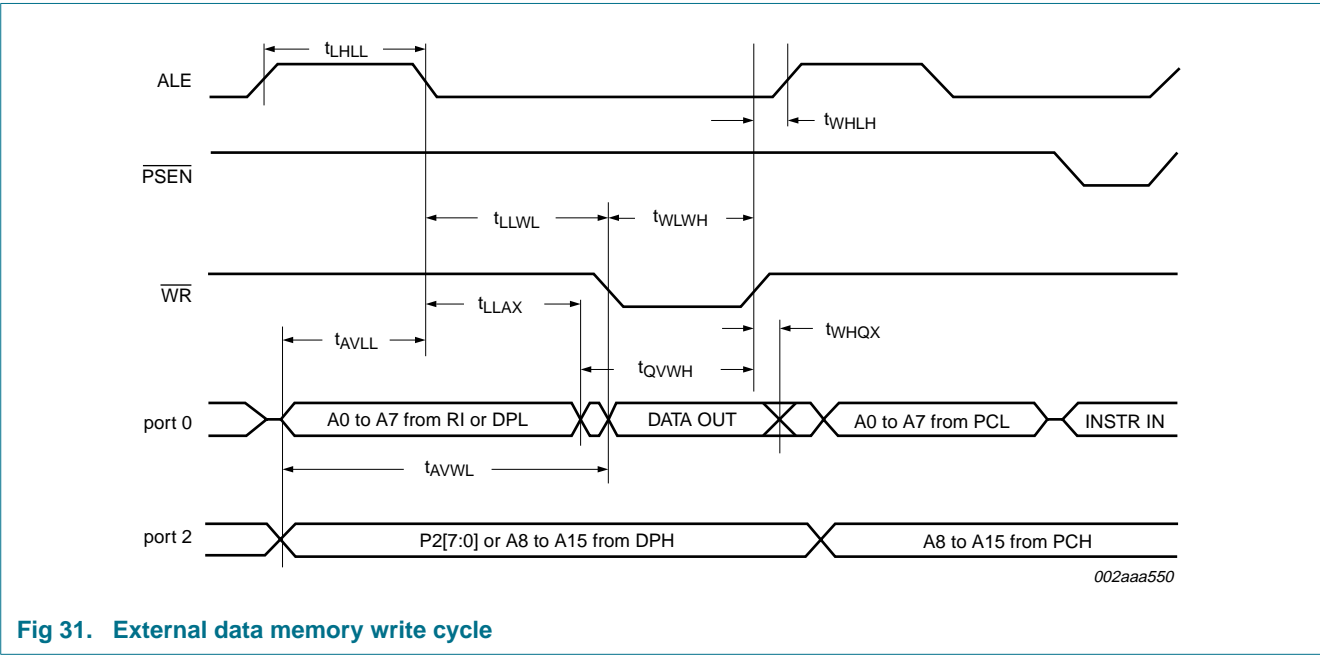 tLHLL
ALE
tWHLH
PSEN
tLLWL
tWLWH
WR
tLLAX
tWHQX
tAVLL
tQVWH
port 0
A0 to A7 from RI or DPL
DATA OUT
A0 to A7 from PCL
INSTR IN
tAVWL
port 2
P2[7:0] or A8 to A15 from DPH
A8 to A15 from PCH
002aaa550
Fig 31. External data memory write cycle